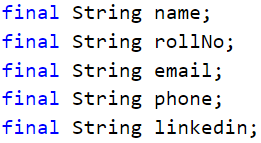 final String name;
final String rollNo;
final String email;
final String phone;
final String linkedin;